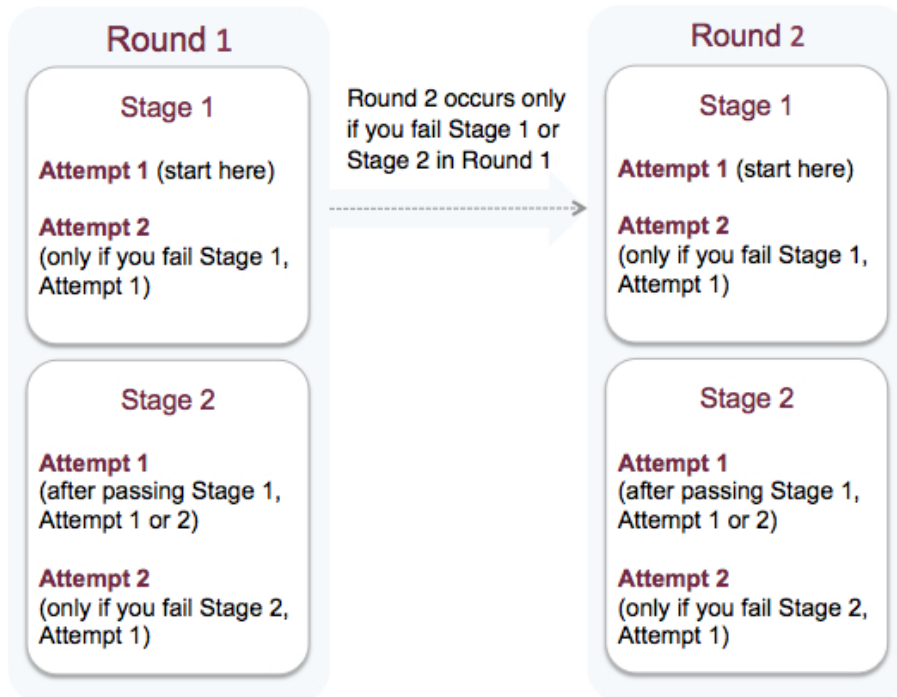 Round 1
Stage 1
Attempt 1 (start here)
Attempt 2
(only if you fail Stage 1,
Attempt 1)
Stage 2
Attempt 1
(after passing Stage 1,
Attempt 1 or 2)
Attempt 2
(only if you fail Stage 2,
Attempt 1)
Round 2 occurs only
if you fail Stage 1 or
Stage 2 in Round 1
Round 2
Stage 1
Attempt 1 (start here)
Attempt 2
(only if you fail Stage 1,
Attempt 1)
Stage 2
Attempt 1
(after passing Stage 1,
Attempt 1 or 2)
Attempt 2
(only if you fail Stage 2,
Attempt 1)